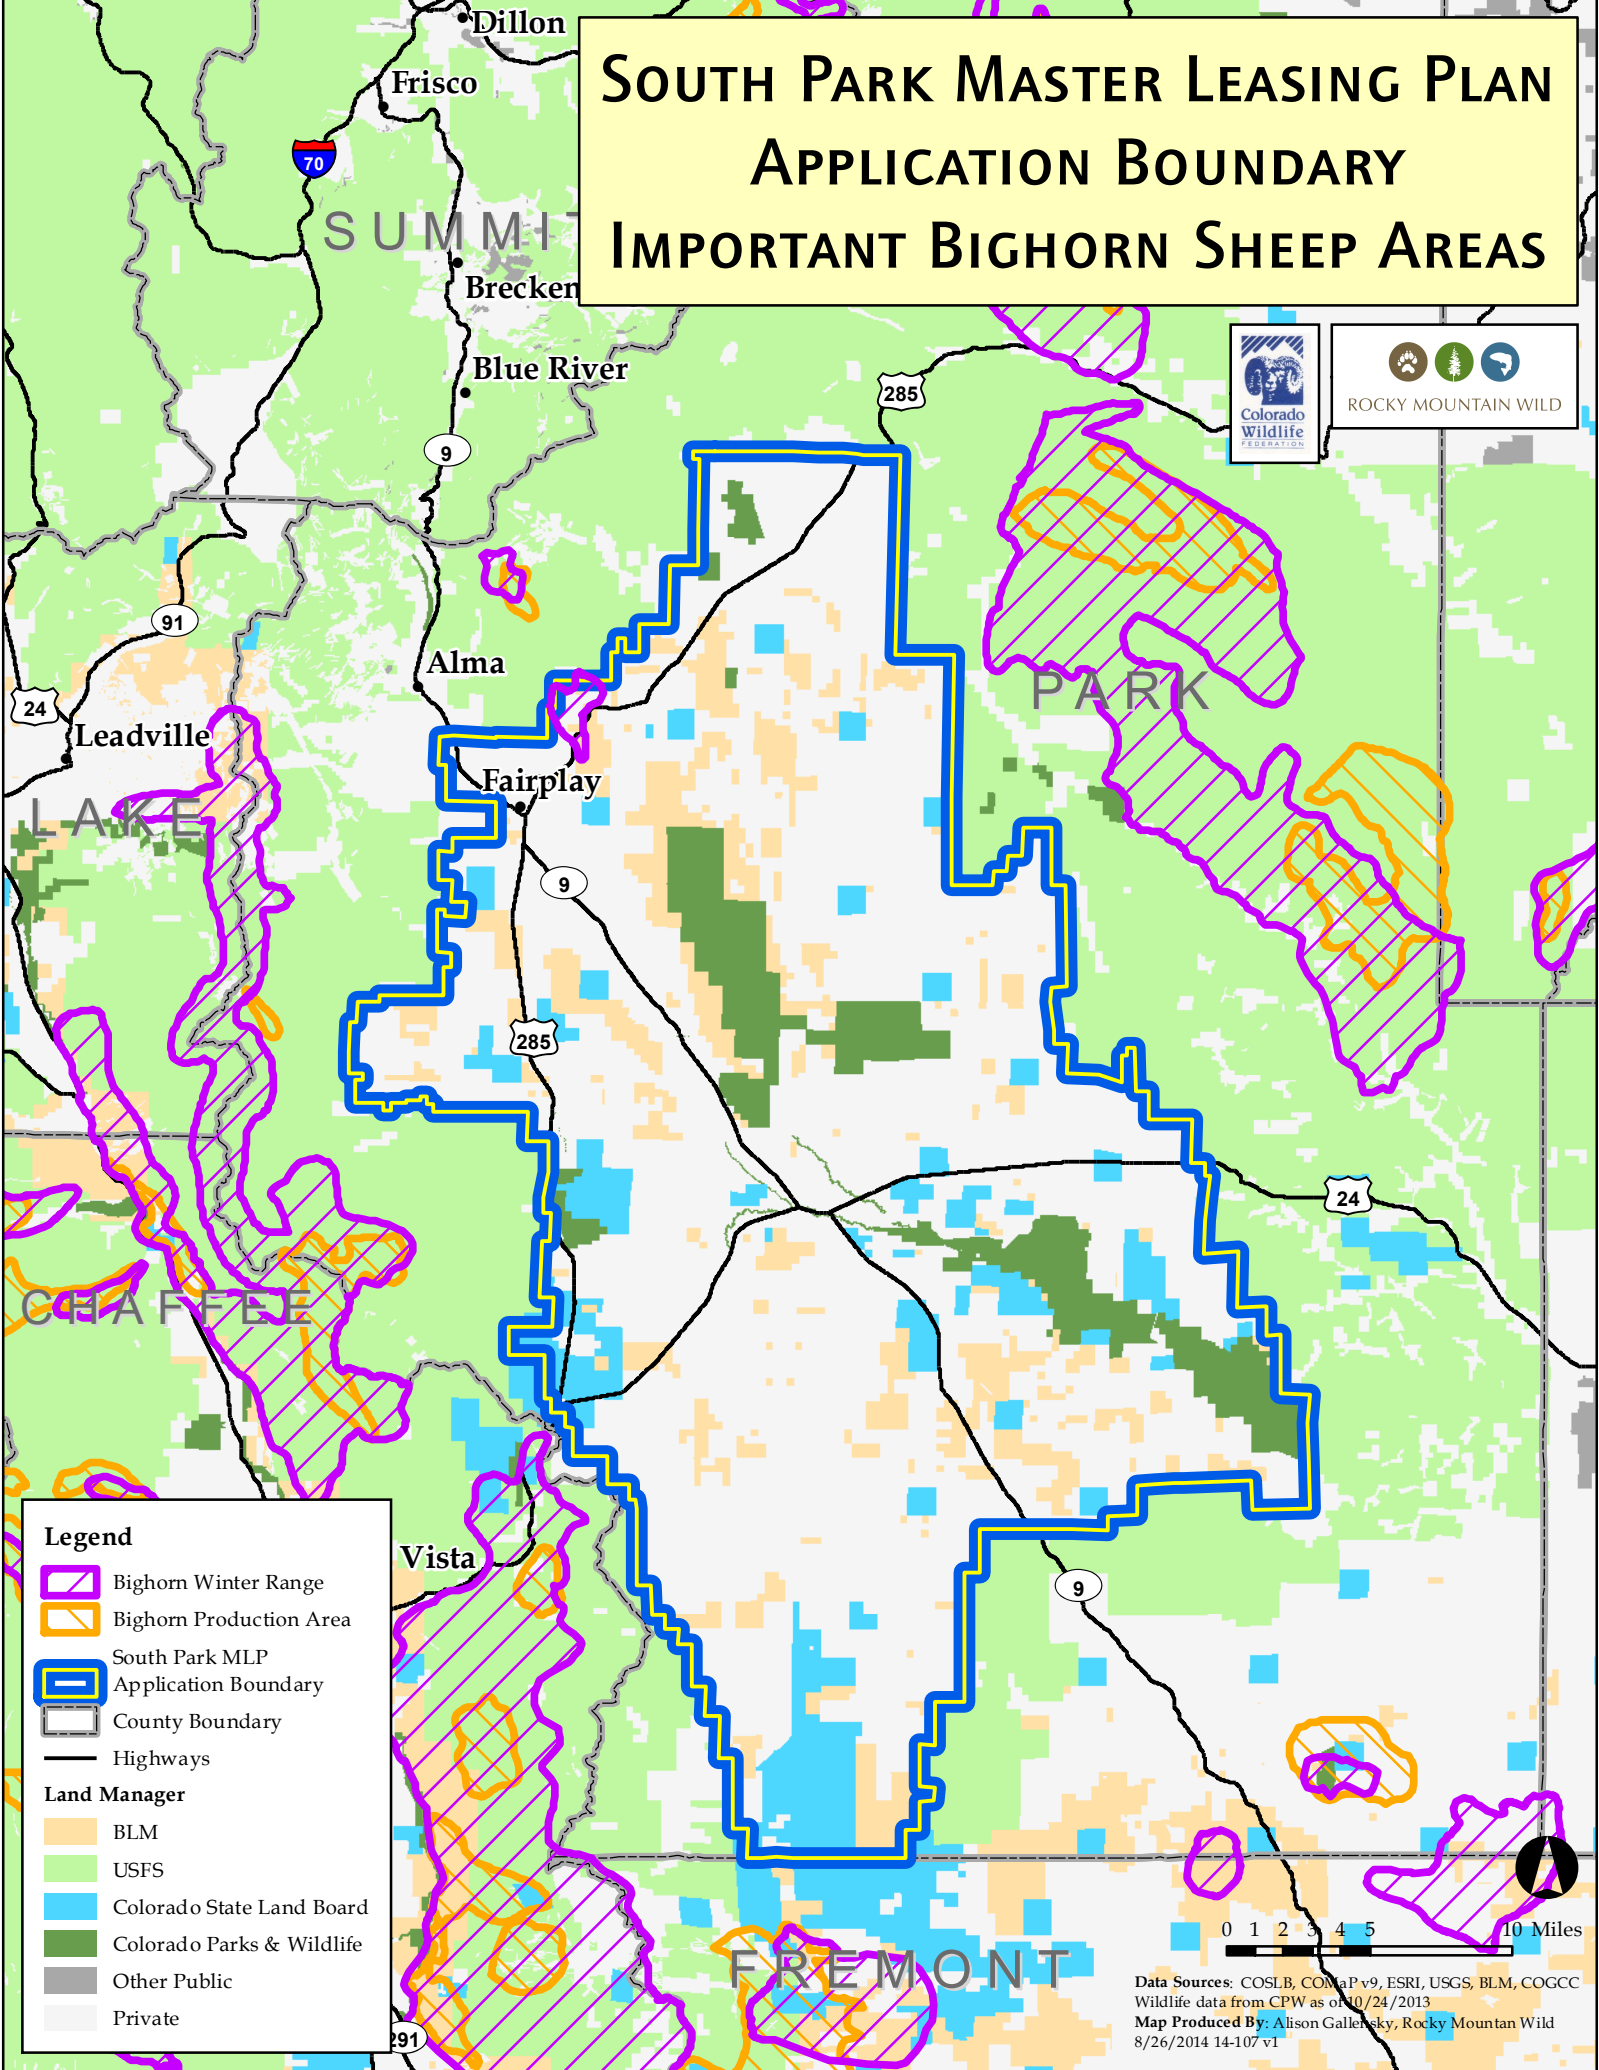 SOUTH PARK MASTER LEASING PLAN
APPLICATION BOUNDARY
IMPORTANT BIGHORN SHEEP AREAS
Dillon
Frisco
70
SUMMIT
Brecken
Blue River
285
Colorado
Wildlife
FEDERATION
ROCKY MOUNTAIN WILD
9
91
Alma
24
PARK
Leadville
Fairplay
LAKE
9
285
24
CHAFFEE
Vista
9
Legend
Bighorn Winter Range
Bighorn Production Area
South Park MLP
Application Boundary
County Boundary
Highways
Land Manager
BLM
USFS
Colorado State Land Board
Colorado Parks & Wildlife
Other Public
Private
291
FREMONT
0 1 2 3 4 5 10 Miles
Data Sources: COSLB, COMaP v9, ESRI, USGS, BLM, COGCC
Wildlife data from CPW as of 10/24/2013
Map Produced By: Alison Gallensky, Rocky Mountan Wild
8/26/2014 14-107 v1